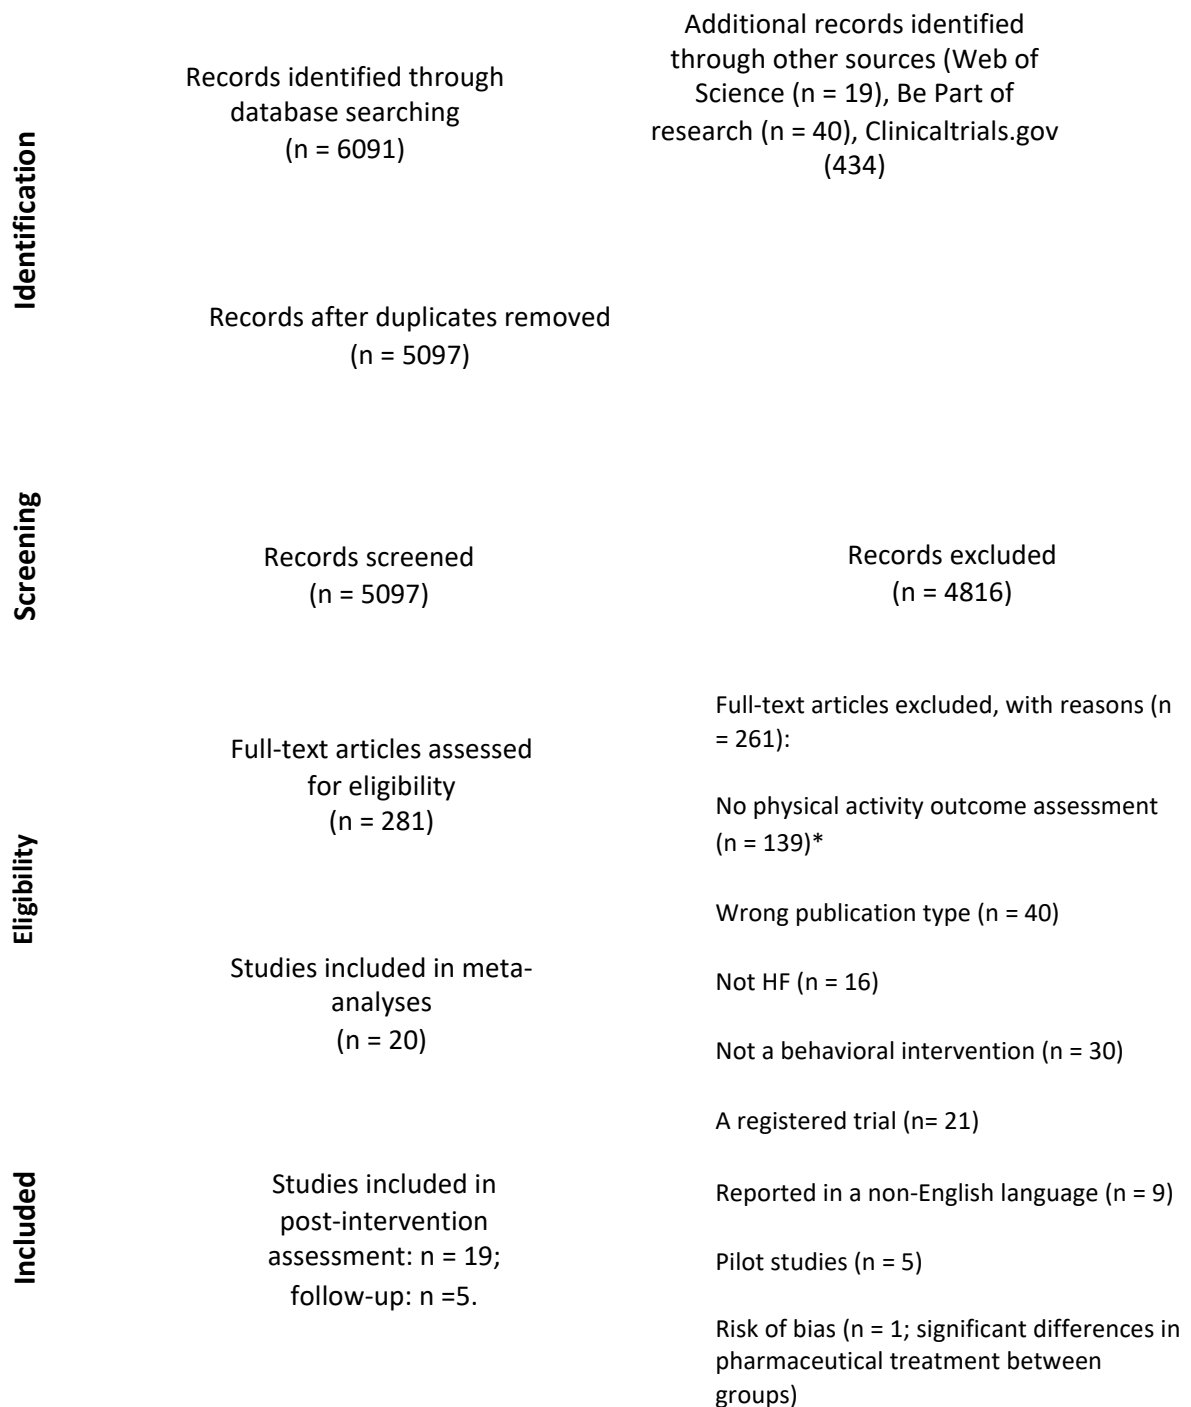 Identification
Records identified through
database searching
(n = 6091)
Additional records identified
through other sources (Web of
Science (n = 19), Be Part of
research (n = 40), Clinicaltrials.gov
(434)
Records after duplicates removed
(n = 5097)
Screening
Records screened
(n = 5097)
Records excluded
(n = 4816)
Eligibility
Full-text articles assessed
for eligibility
(n = 281)
Studies included in meta-
analyses
(n = 20)
Full-text articles excluded, with reasons (n
= 261):
No physical activity outcome assessment
(n = 139)*
Wrong publication type (n = 40)
Not HF (n = 16)
Not a behavioral intervention (n = 30)
A registered trial (n= 21)
Reported in a non-English language (n = 9)
Pilot studies (n = 5)
Risk of bias (n = 1; significant differences in
pharmaceutical treatment between
groups)
Included
Studies included in
post-intervention
assessment: n = 19;
follow-up: n =5.